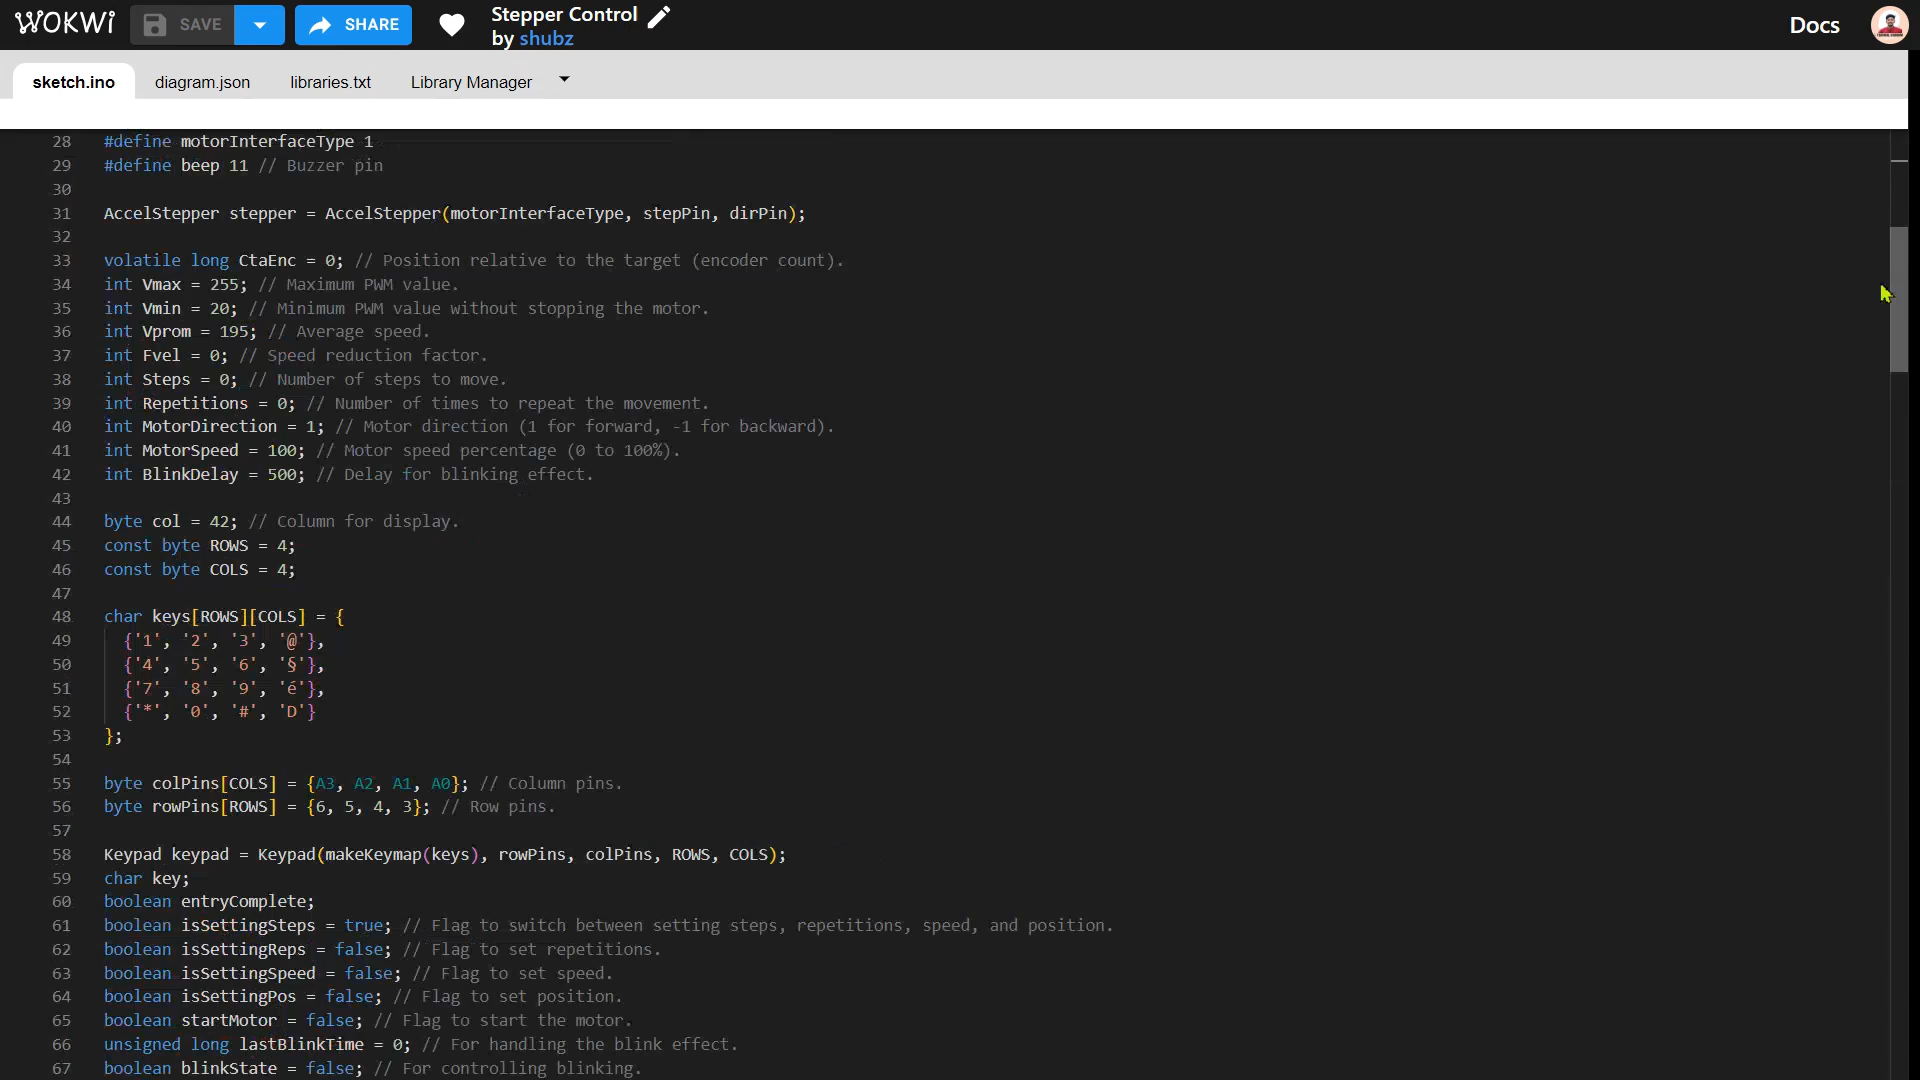 WOKWI SAVE SHARE Stepper Control Docs
by shubz
sketch.ino diagram.json libraries.txt Library Manager
28 #define motorInterfaceType 1
29 #define beep 11 // Buzzer pin
30
31 AccelStepper stepper = AccelStepper(motorInterfaceType, stepPin, dirPin);
32
33 volatile long CtaEnc = 0; // Position relative to the target (encoder count).
34 int Vmax = 255; // Maximum PWM value.
35 int Vmin = 20; // Minimum PWM value without stopping the motor.
36 int Vprom = 195; // Average speed.
37 int Fvel = 0; // Speed reduction factor.
38 int Steps = 0; // Number of steps to move.
39 int Repetitions = 0; // Number of times to repeat the movement.
40 int MotorDirection = 1; // Motor direction (1 for forward, -1 for backward).
41 int MotorSpeed = 100; // Motor speed percentage (0 to 100%).
42 int BlinkDelay = 500; // Delay for blinking effect.
43
44 byte col = 42; // Column for display.
45 const byte ROWS = 4;
46 const byte COLS = 4;
47
48 char keys[ROWS][COLS] = {
49 {'1', '2', '3', '@'},
50 {'4', '5', '6', '§'},
51 {'7', '8', '9', 'é'},
52 {'*', '0', '#', 'D'}
53 };
54
55 byte colPins[COLS] = {A3, A2, A1, A0}; // Column pins.
56 byte rowPins[ROWS] = {6, 5, 4, 3}; // Row pins.
57
58 Keypad keypad = Keypad(makeKeymap(keys), rowPins, colPins, ROWS, COLS);
59 char key;
60 boolean entryComplete;
61 boolean isSettingSteps = true; // Flag to switch between setting steps, repetitions, speed, and position.
62 boolean isSettingReps = false; // Flag to set repetitions.
63 boolean isSettingSpeed = false; // Flag to set speed.
64 boolean isSettingPos = false; // Flag to set position.
65 boolean startMotor = false; // Flag to start the motor.
66 unsigned long lastBlinkTime = 0; // For handling the blink effect.
67 boolean blinkState = false; // For controlling blinking.